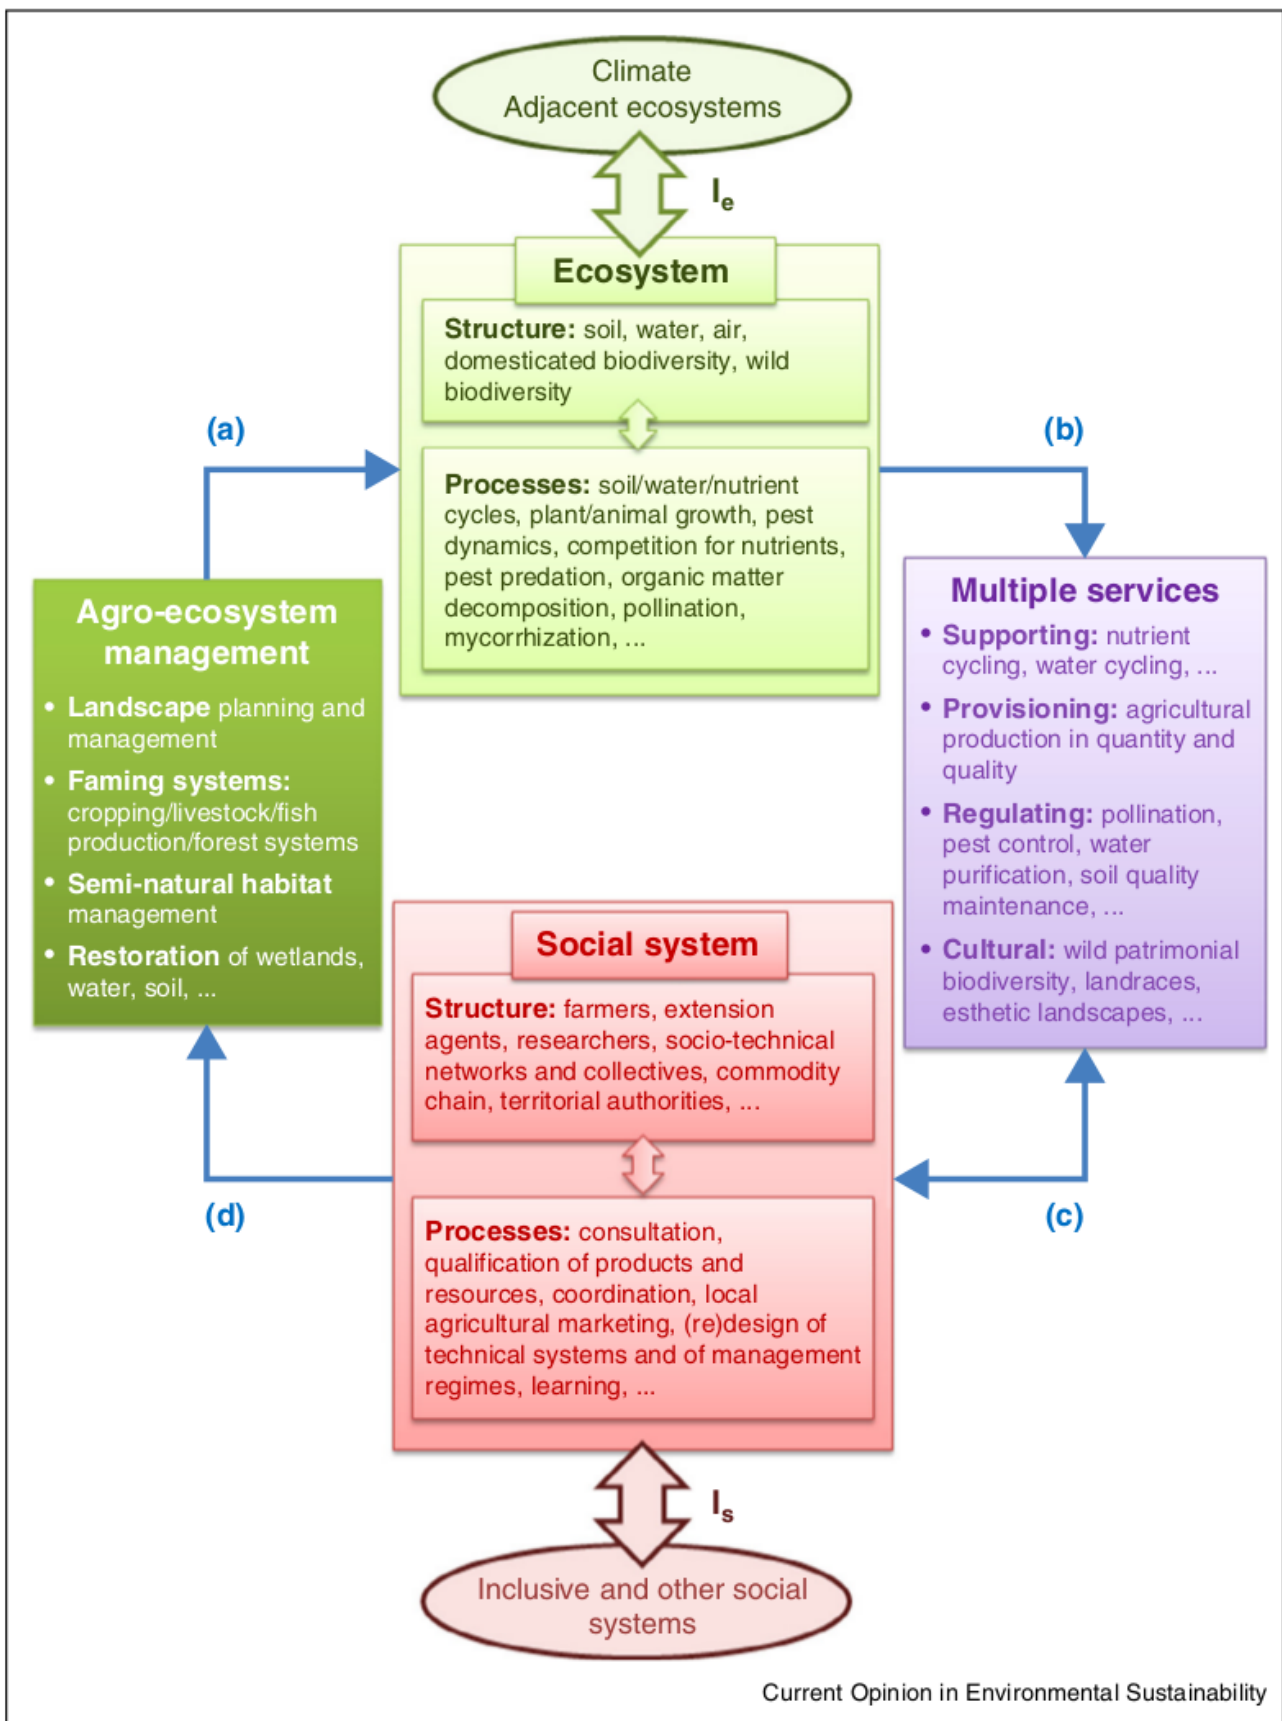 Climate
Adjacent ecosystems
I_e
Ecosystem
Structure: soil, water, air,
domesticated biodiversity, wild
biodiversity
(a)
(b)
Processes: soil/water/nutrient
cycles, plant/animal growth, pest
dynamics, competition for nutrients,
pest predation, organic matter
decomposition, pollination,
mycorrhization, ...
Agro-ecosystem
management
• Landscape planning and
management
• Faming systems:
cropping/livestock/fish
production/forest systems
• Semi-natural habitat
management
• Restoration of wetlands,
water, soil, ...
Multiple services
• Supporting: nutrient
cycling, water cycling, ...
• Provisioning: agricultural
production in quantity and
quality
• Regulating: pollination,
pest control, water
purification, soil quality
maintenance, ...
• Cultural: wild patrimonial
biodiversity, landraces,
esthetic landscapes, ...
Social system
Structure: farmers, extension
agents, researchers, socio-technical
networks and collectives, commodity
chain, territorial authorities, ...
(d)
(c)
Processes: consultation,
qualification of products and
resources, coordination, local
agricultural marketing, (re)design of
technical systems and of management
regimes, learning, ...
I_s
Inclusive and other social
systems
Current Opinion in Environmental Sustainability